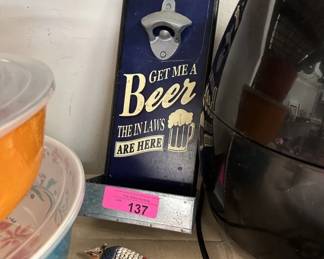 GET ME A
Beer
THE IN LAWS
ARE HERE
137